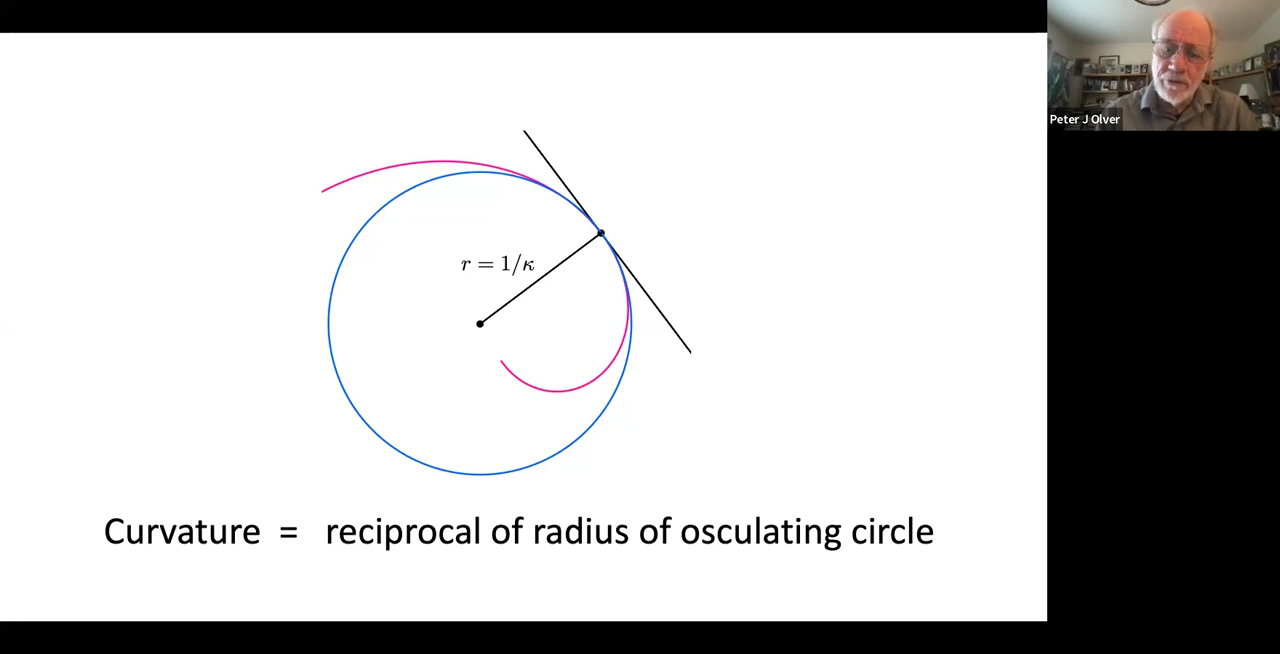 Peter J Olver
r = 1/κ
Curvature = reciprocal of radius of osculating circle